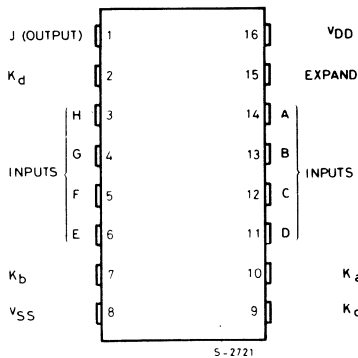 J (OUTPUT) 1 16 VDD
Kd 2 15 EXPAND
H 3 14 A
G 4 13 B
INPUTS INPUTS
F 5 12 C
E 6 11 D
Kb 7 10 Ka
VSS 8 9
S-2721